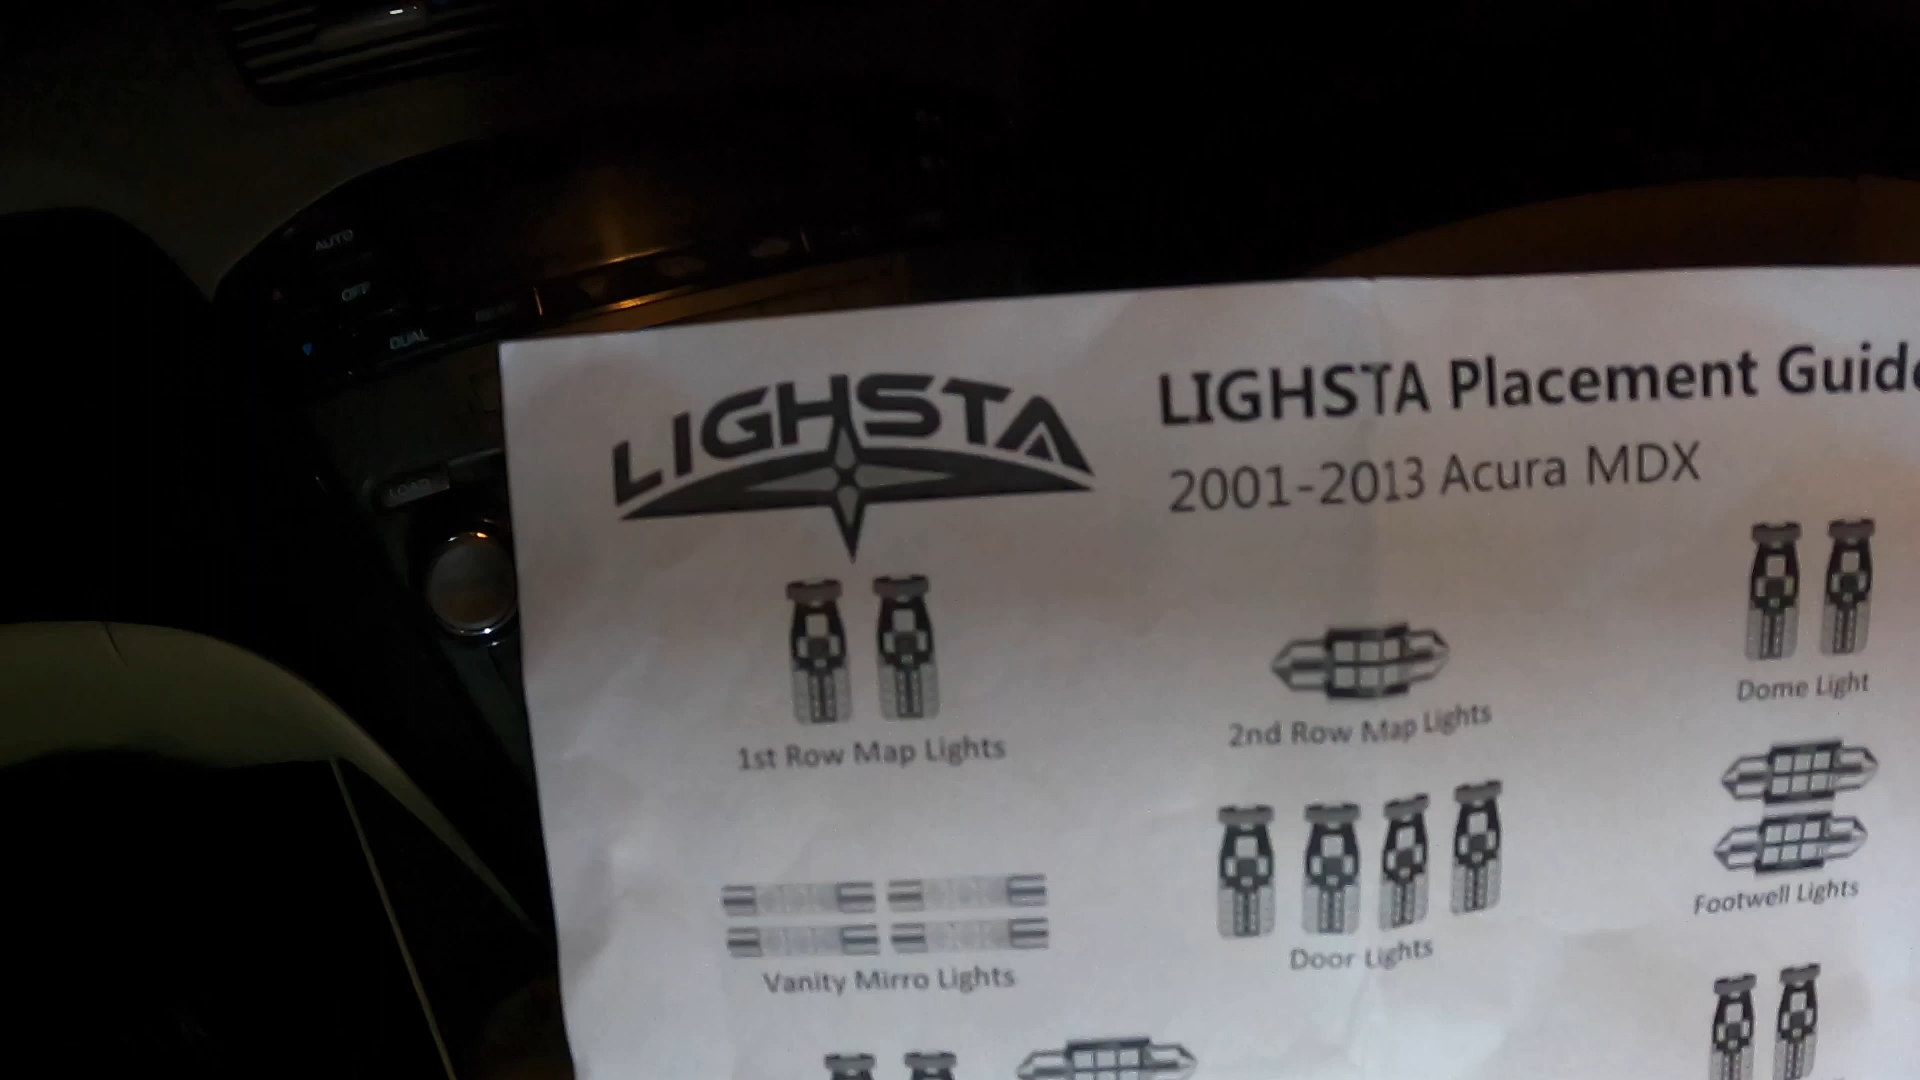 AUTO
OFF
DUAL
LOAD
LIGHSTA
LIGHSTA Placement Guide
2001-2013 Acura MDX
1st Row Map Lights
2nd Row Map Lights
Dome Light
Vanity Mirro Lights
Door Lights
Footwell Lights